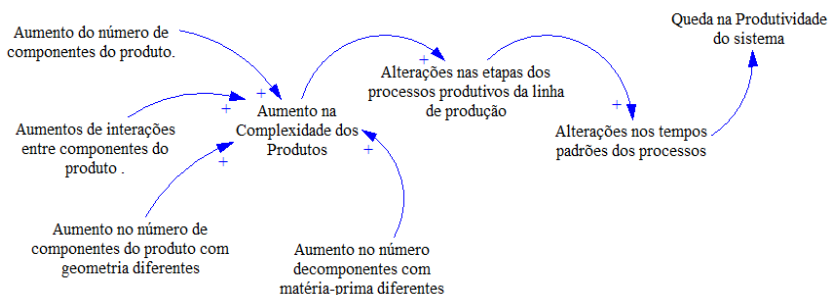 Aumento do número de
componentes do produto.
Aumentos de interações
entre componentes do
produto .
Aumento no número de
componentes do produto com
geometria diferentes
Aumento no número
decomponentes com
matéria-prima diferentes
+
+
+
+
Aumento na
Complexidade dos
Produtos
+
Alterações nas etapas dos
processos produtivos da linha
de produção
+
Alterações nos tempos
padrões dos processos
Queda na Produtividade
do sistema